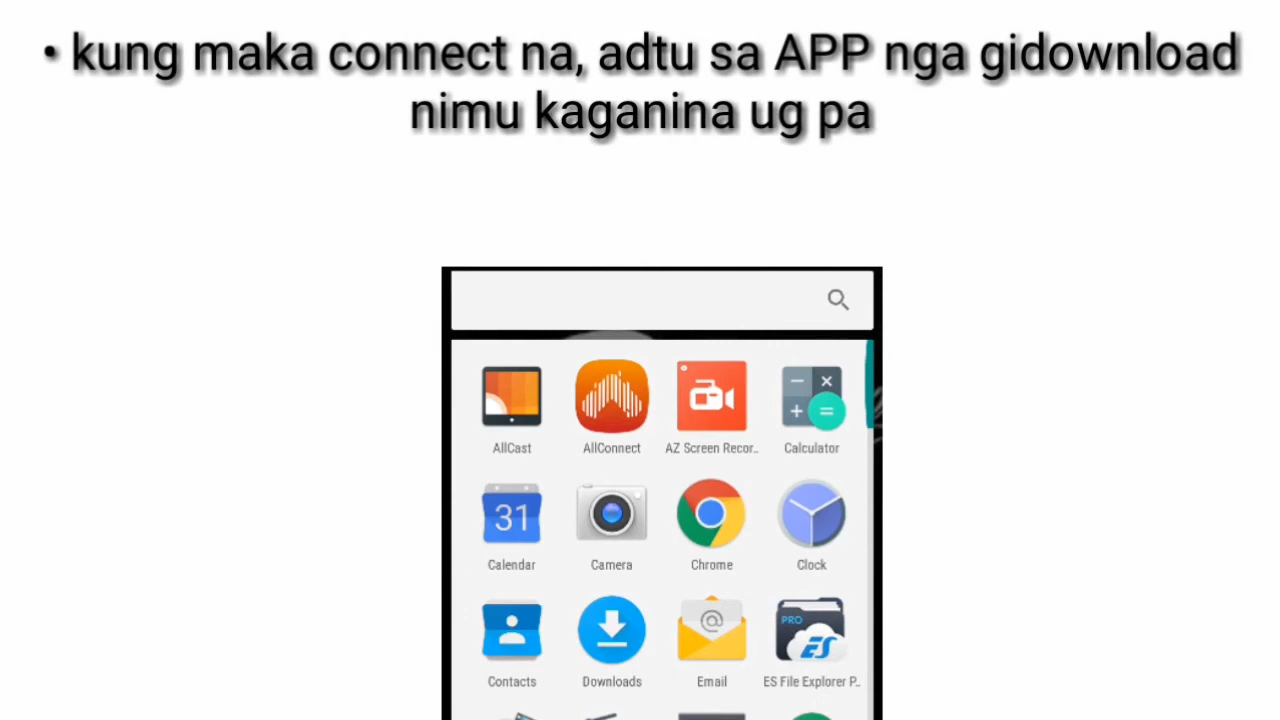 • kung maka connect na, adtu sa APP nga gidownload
nimu kaganina ug pa
AllCast AllConnect AZ Screen Recor.. Calculator
31
Calendar Camera Chrome Clock
@ PRO ES
Contacts Downloads Email ES File Explorer P..